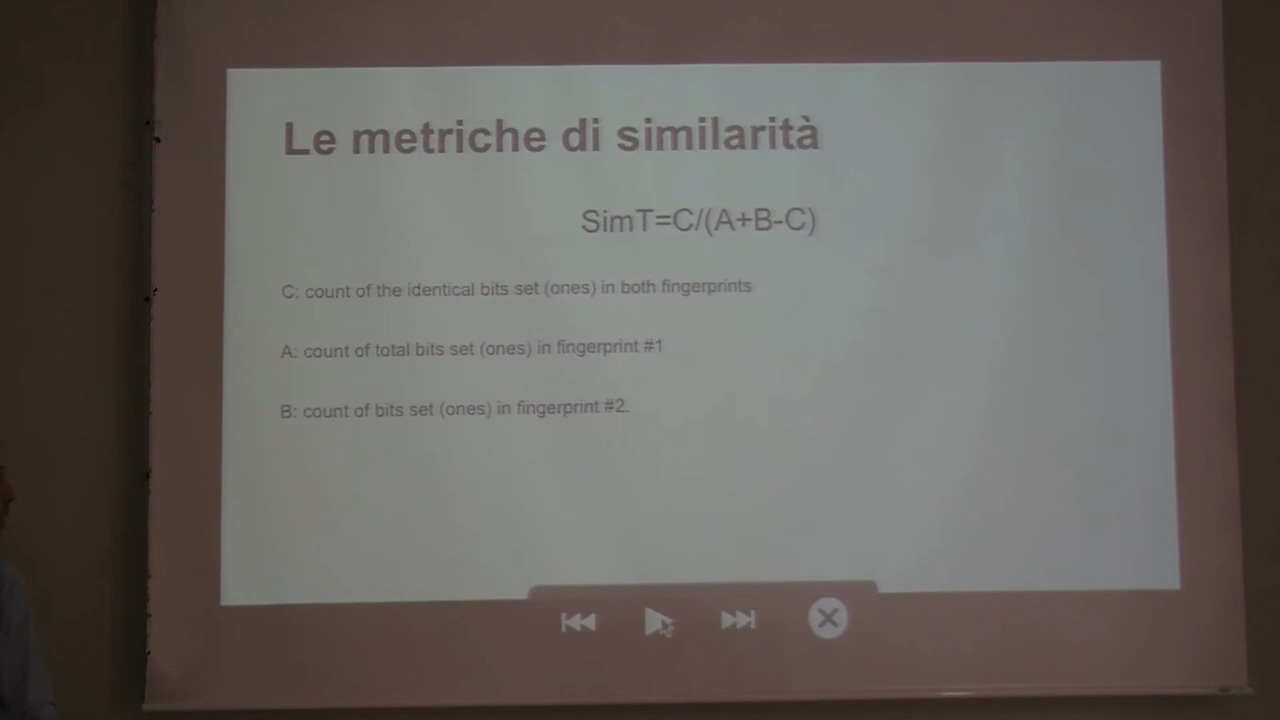 Le metriche di similarità
SimT=C/(A+B-C)
C: count of the identical bits set (ones) in both fingerprints
A: count of total bits set (ones) in fingerprint #1
B: count of bits set (ones) in fingerprint #2.